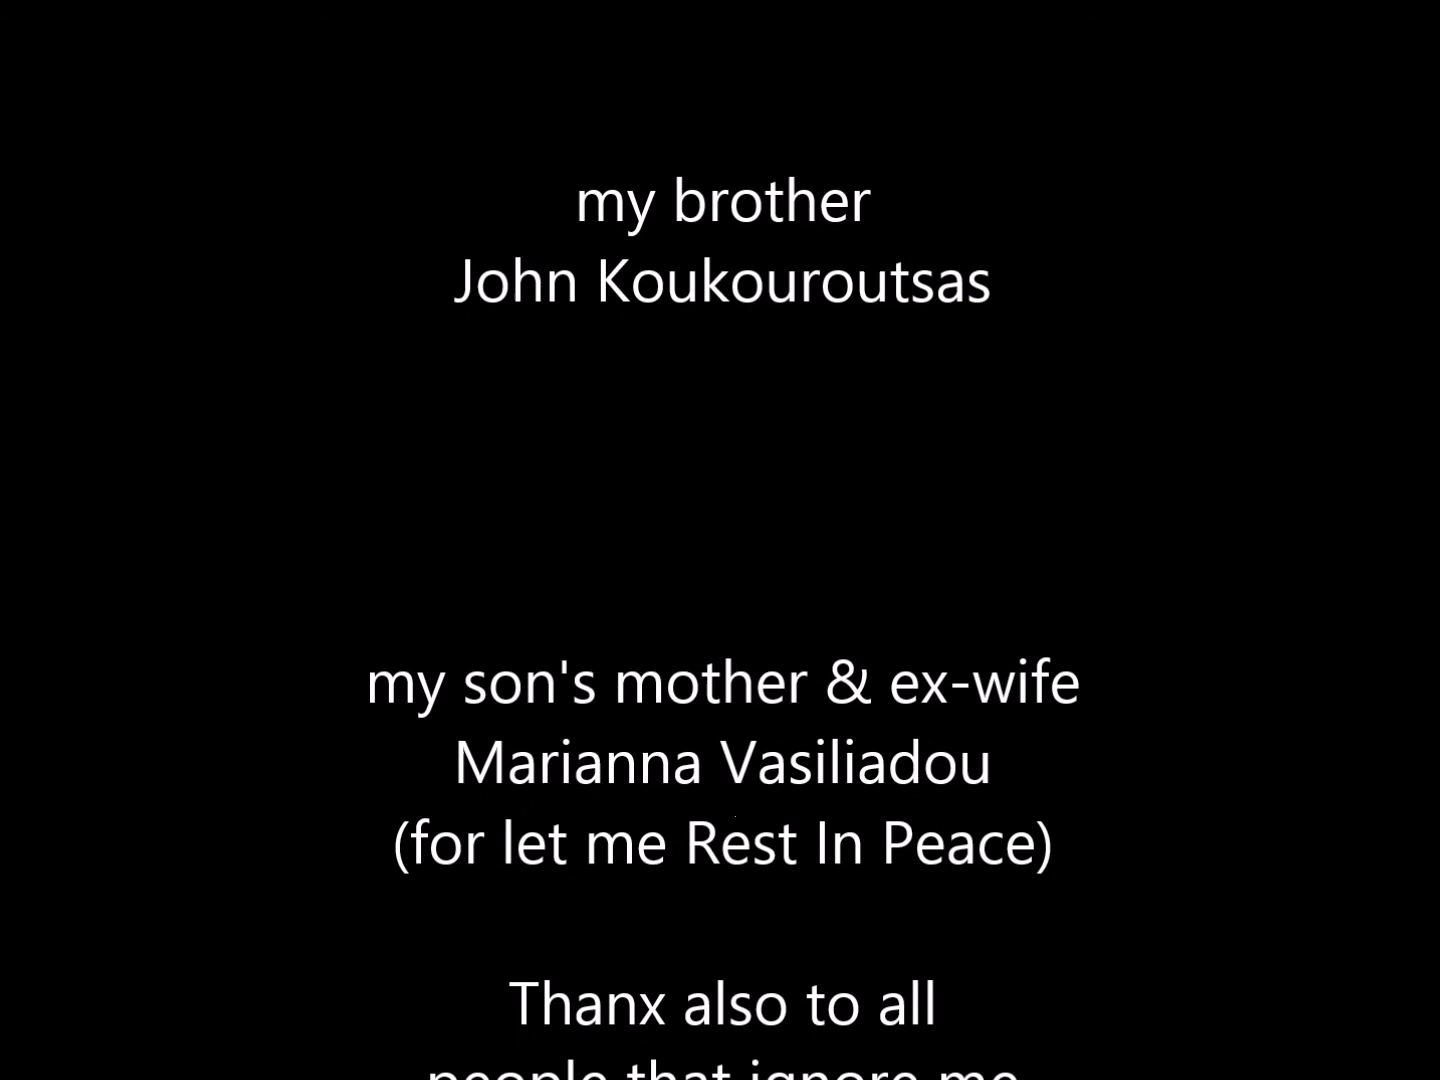 my brother
John Koukouroutsas
my son's mother & ex-wife
Marianna Vasiliadou
(for let me Rest In Peace)
Thanx also to all
people that ignore me